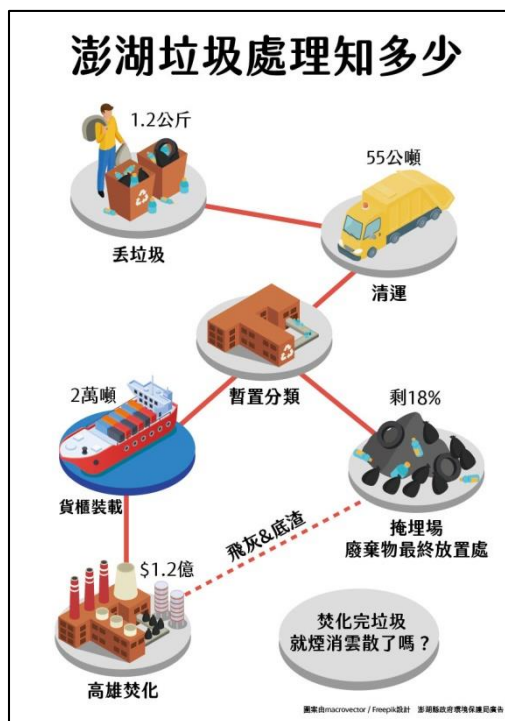 澎湖垃圾處理知多少
1.2公斤
丟垃圾
55公噸
清運
暫置分類
2萬噸
貨櫃裝載
剩18%
掩埋場
廢棄物最終放置處
飛灰&底渣
$1.2億
高雄焚化
焚化完垃圾
就煙消雲散了嗎？
圖案由macrovector / Freepik設計　澎湖縣政府環境保護局廣告